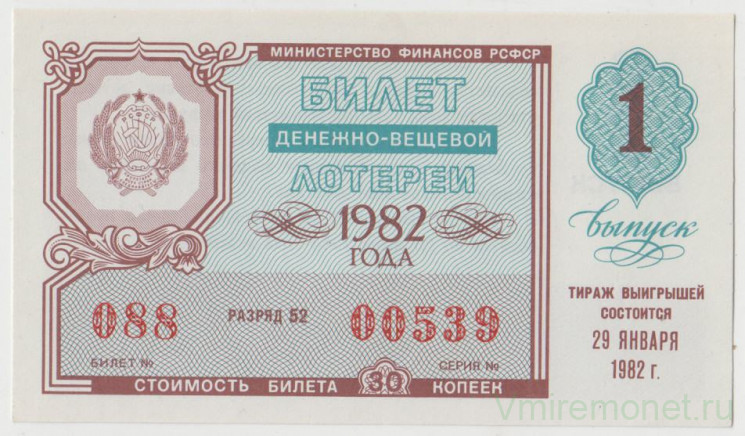 МИНИСТЕРСТВО ФИНАНСОВ РСФСР
РСФСР
БИЛЕТ
ДЕНЕЖНО-ВЕЩЕВОЙ
ЛОТЕРЕИ
1982
ГОДА
088 РАЗРЯД 52 00539
БИЛЕТ № СЕРИЯ №
СТОИМОСТЬ БИЛЕТА 30 КОПЕЕК
1
выпуск
ТИРАЖ ВЫИГРЫШЕЙ
СОСТОИТСЯ
29 ЯНВАРЯ
1982 г.
Vmiremonet.ru